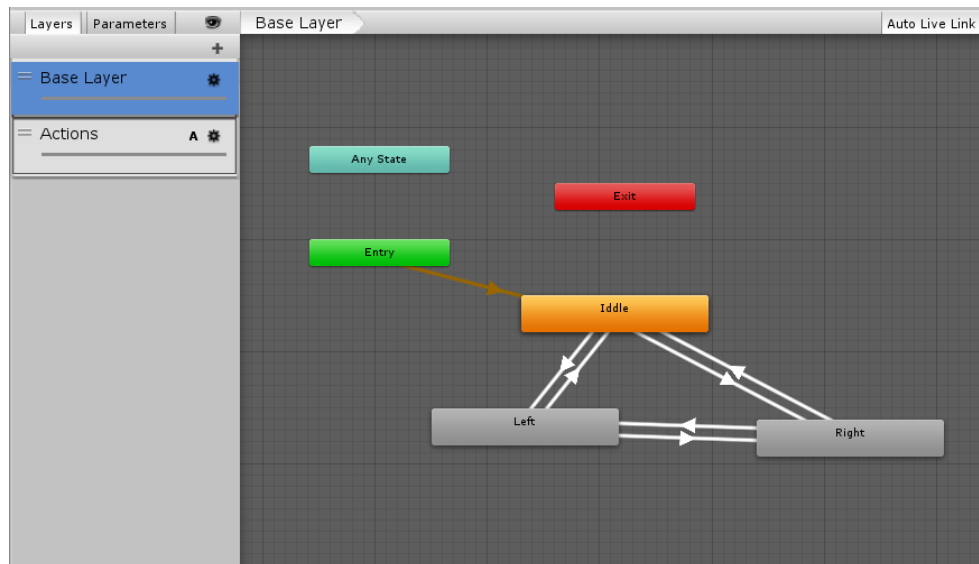 Layers Parameters
Base Layer
Auto Live Link
Base Layer
Actions A
Any State
Exit
Entry
Iddle
Left
Right